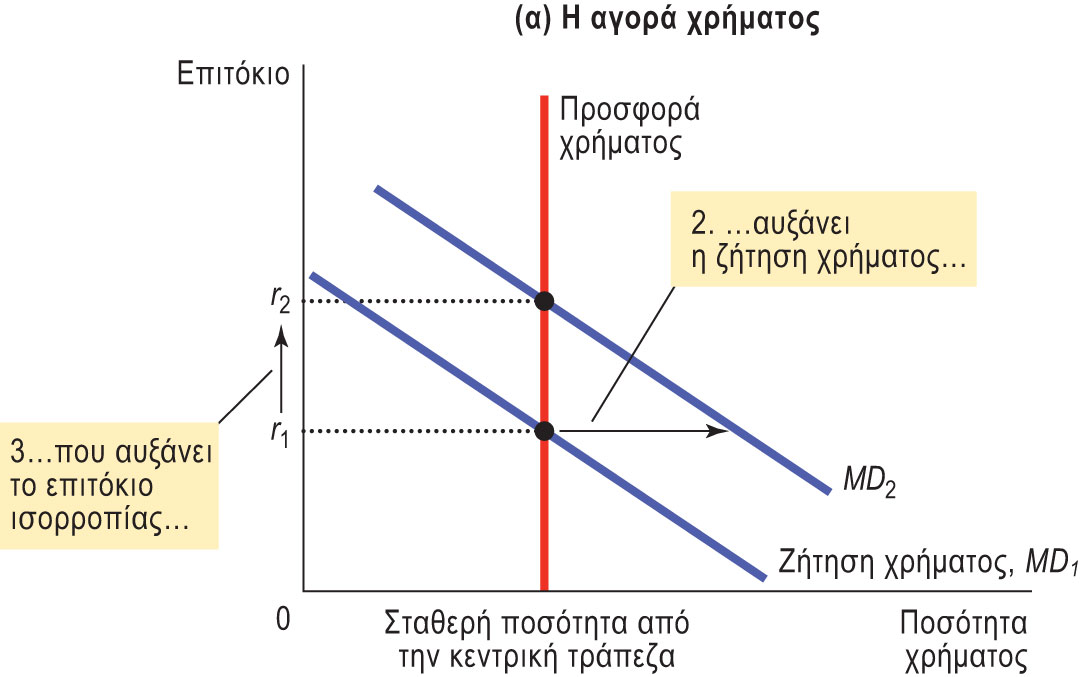 (α) Η αγορά χρήματος
Επιτόκιο
Προσφορά
χρήματος
2. …αυξάνει
η ζήτηση χρήματος…
r2
r1
3…που αυξάνει
το επιτόκιο
ισορροπίας…
MD2
Ζήτηση χρήματος, MD1
0
Σταθερή ποσότητα από
την κεντρική τράπεζα
Ποσότητα
χρήματος